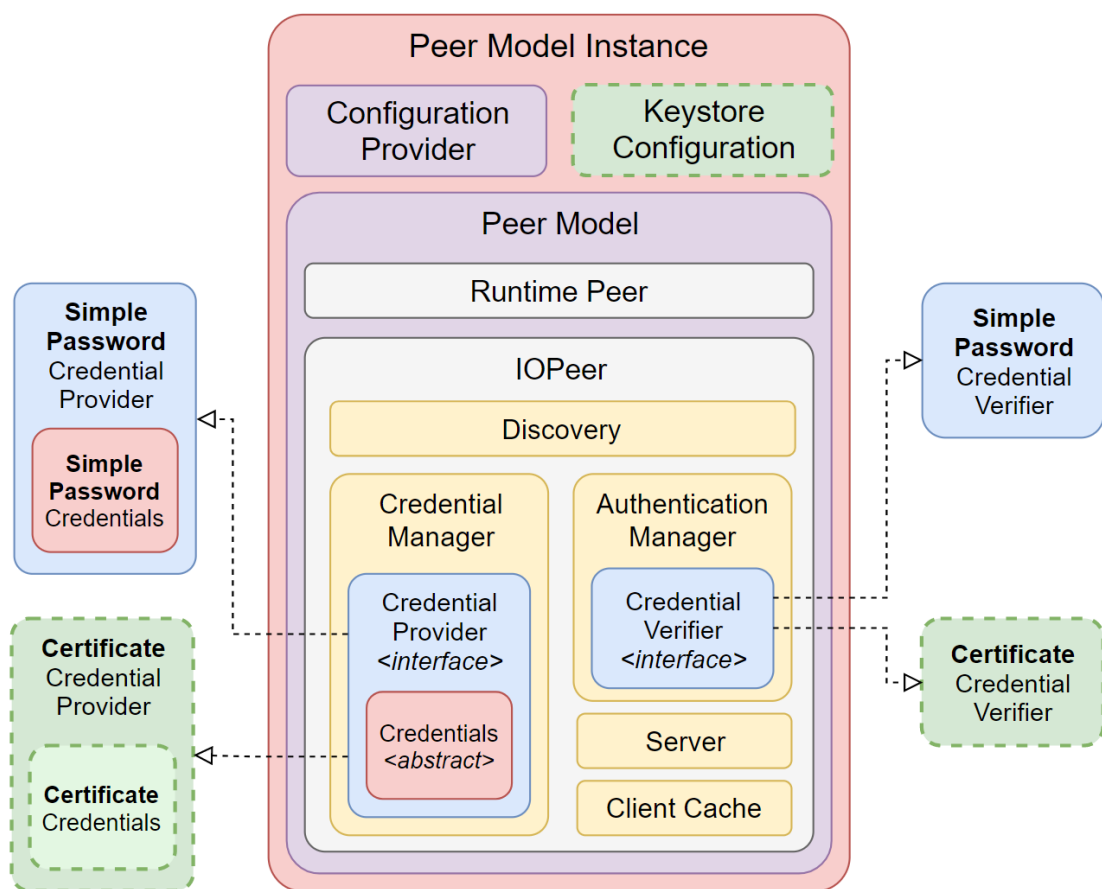 Peer Model Instance
Configuration
Provider
Keystore
Configuration
Peer Model
Runtime Peer
IOPeer
Discovery
Credential
Manager
Credential
Provider
<interface>
Credentials
<abstract>
Authentication
Manager
Credential
Verifier
<interface>
Server
Client Cache
Simple
Password
Credential
Provider
Simple
Password
Credentials
Certificate
Credential
Provider
Certificate
Credentials
Simple
Password
Credential
Verifier
Certificate
Credential
Verifier